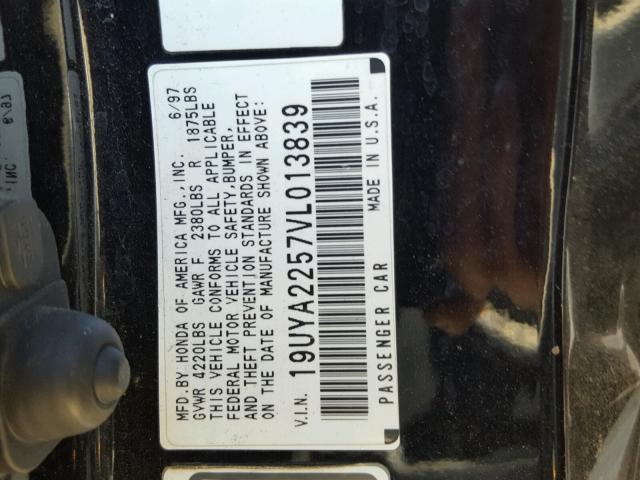 MFD.BY HONDA OF AMERICA MFG.,INC. 6/97
GVWR 4220LBS GAWR F 2380LBS R 1875LBS
THIS VEHICLE CONFORMS TO ALL APPLICABLE
FEDERAL MOTOR VEHICLE SAFETY,BUMPER,
AND THEFT PREVENTION STANDARDS IN EFFECT
ON THE DATE OF MANUFACTURE SHOWN ABOVE:
V.I.N. 19UYA2257VL013839
PASSENGER CAR MADE IN U.S.A.